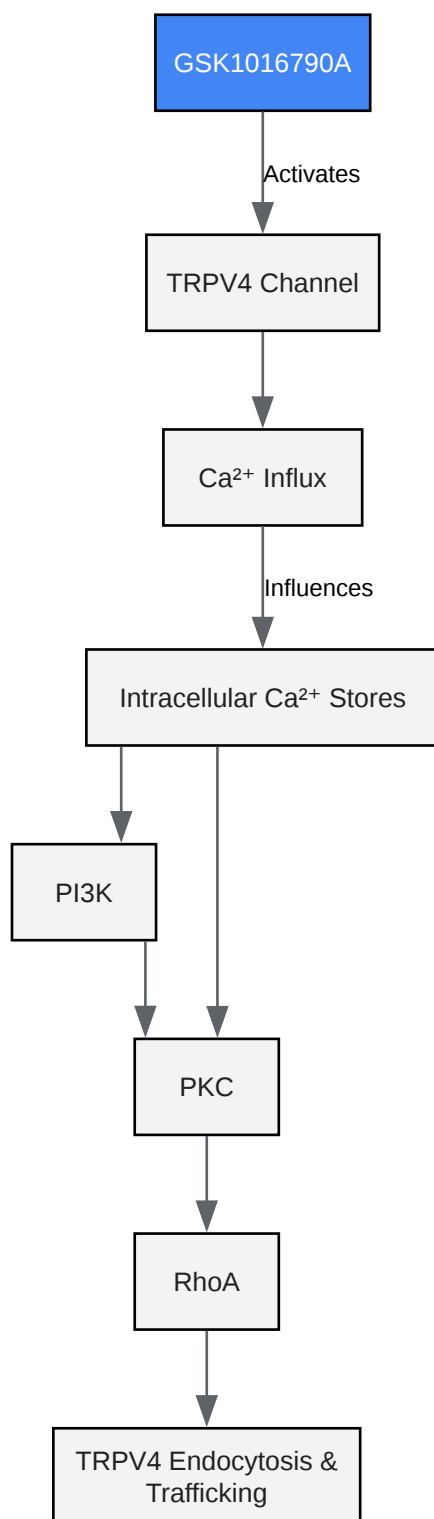 GSK1016790A
Activates
TRPV4 Channel
Ca²⁺ Influx
Influences
Intracellular Ca²⁺ Stores
PI3K
PKC
RhoA
TRPV4 Endocytosis &
Trafficking